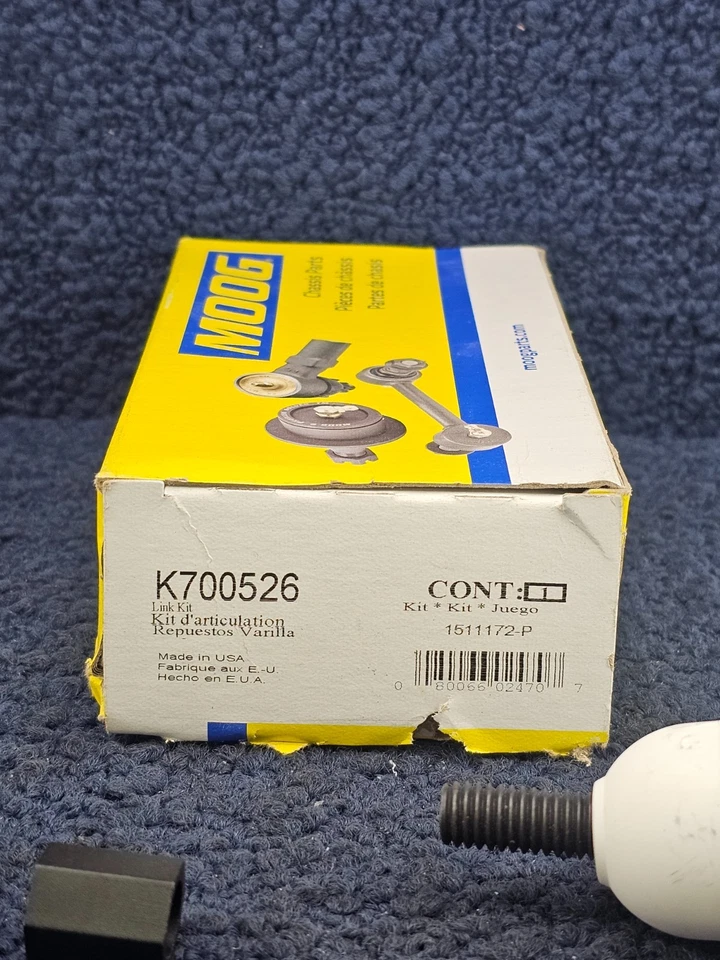 MOOG
Chassis Parts
Pièces de châssis
Partes de chasis
moogparts.com
K700526
Link Kit
Kit d'articulation
Repuestos Varilla
Made in USA
Fabrique aux E.-U.
Hecho en E.U.A.
CONT: 1
Kit * Kit * Juego
1511172-P
0 80066 02470 7